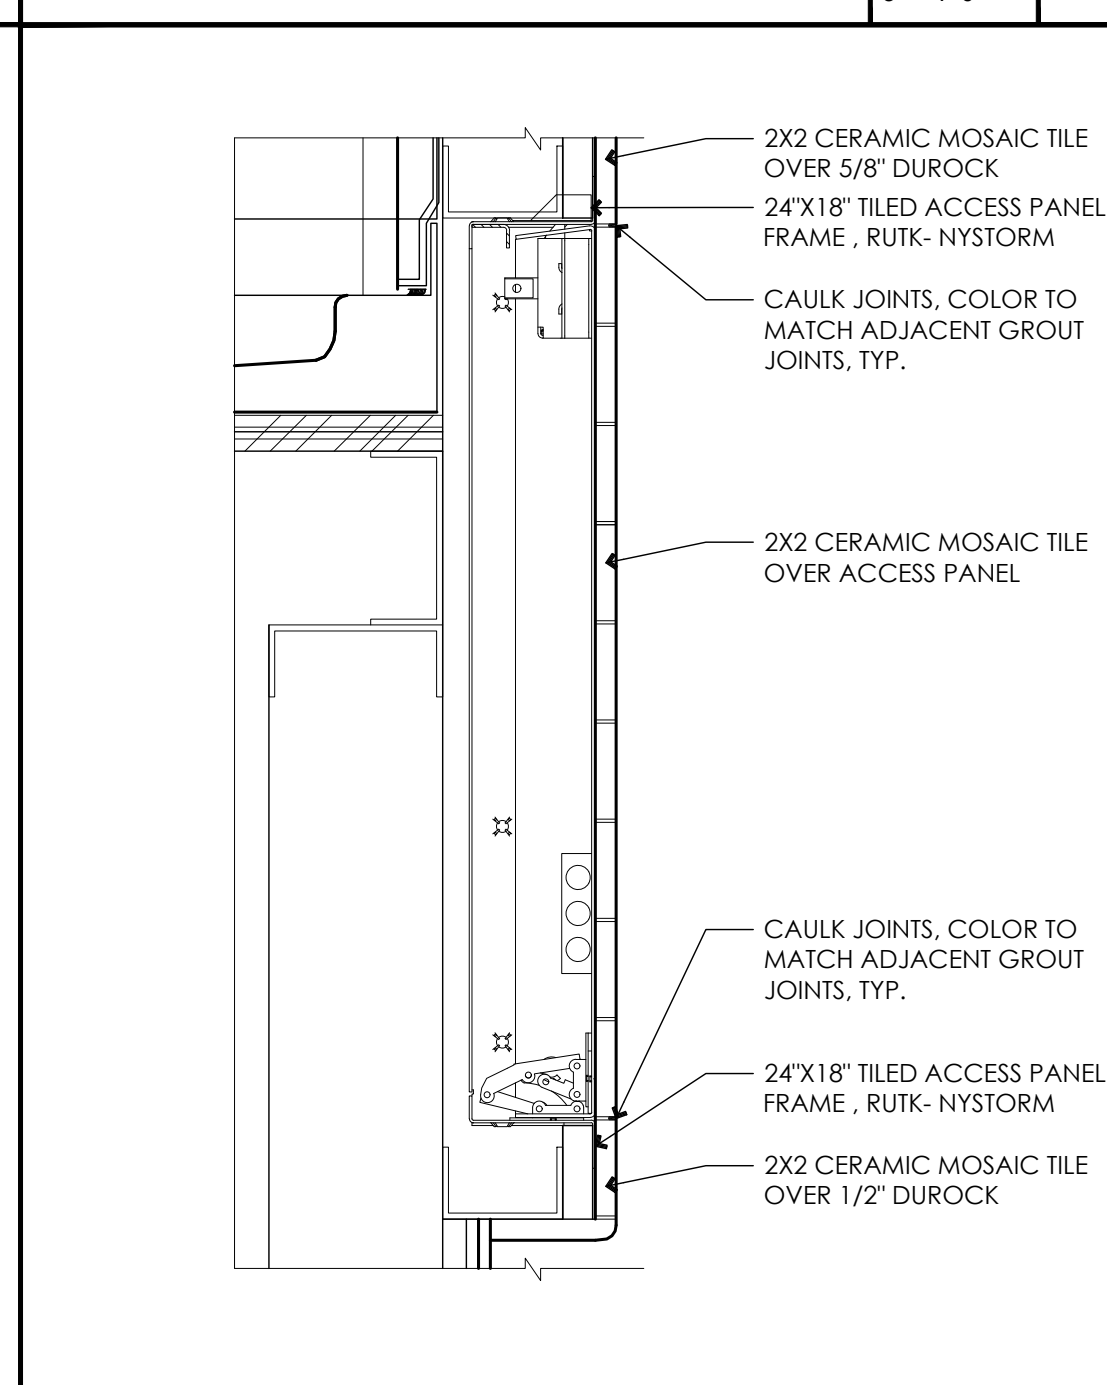 2X2 CERAMIC MOSAIC TILE
OVER 5/8" DUROCK
24"X18" TILED ACCESS PANEL
FRAME , RUTK- NYSTORM
CAULK JOINTS, COLOR TO
MATCH ADJACENT GROUT
JOINTS, TYP.
2X2 CERAMIC MOSAIC TILE
OVER ACCESS PANEL
CAULK JOINTS, COLOR TO
MATCH ADJACENT GROUT
JOINTS, TYP.
24"X18" TILED ACCESS PANEL
FRAME , RUTK- NYSTORM
2X2 CERAMIC MOSAIC TILE
OVER 1/2" DUROCK